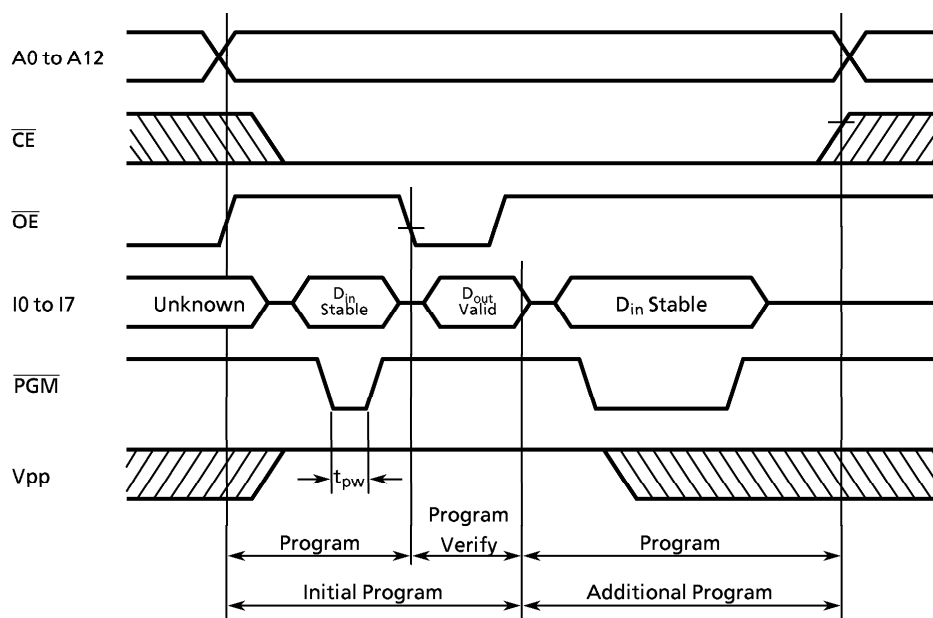 A0 to A12
CE
OE
I0 to I7
Unknown
Din
Stable
Dout
Valid
Din Stable
PGM
Vpp
tpw
Program
Program
Verify
Program
Initial Program
Additional Program